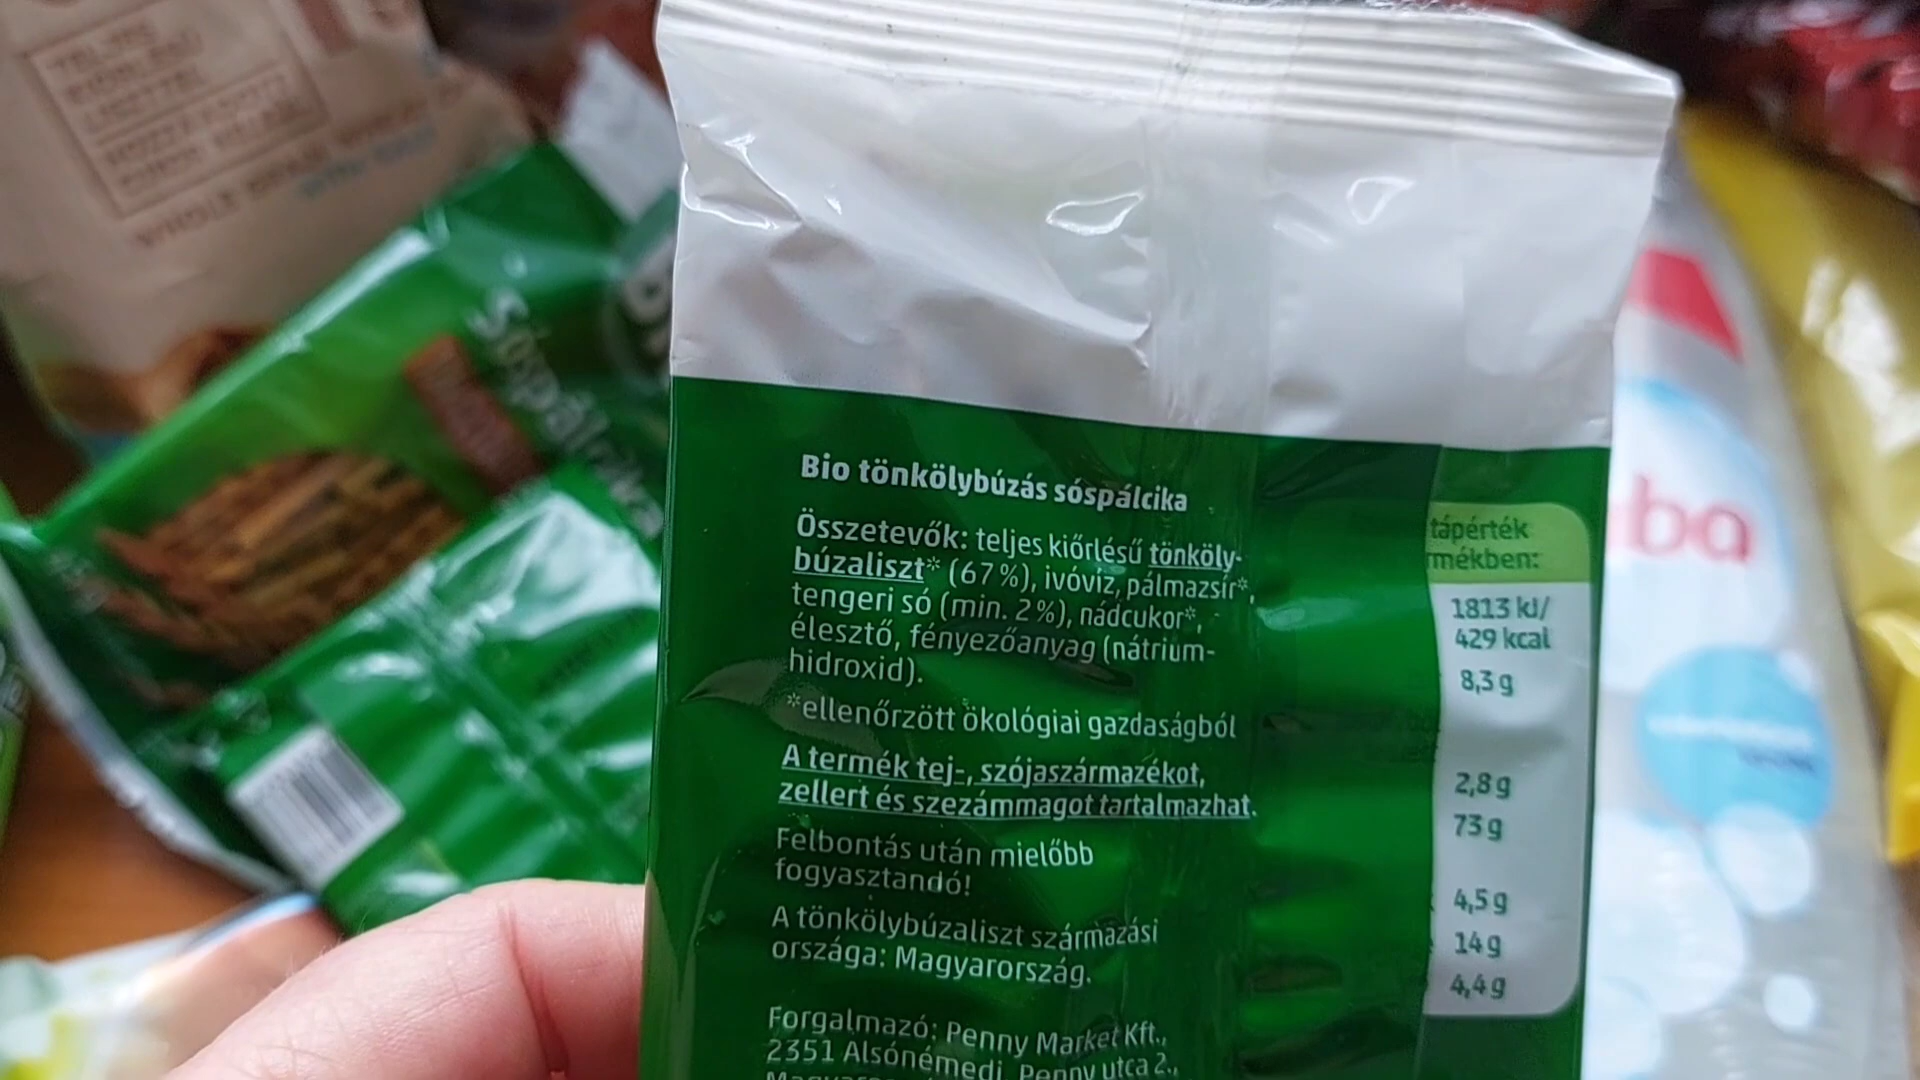 Sóspálcika
Bio tönkölybúzás sóspálcika
Összetevők: teljes kiőrlésű tönköly-
búzaliszt* (67%), ivóvíz, pálmazsír*,
tengeri só (min. 2%), nádcukor*,
élesztő, fényezőanyag (nátrium-
hidroxid).
*ellenőrzött ökológiai gazdaságból
A termék tej-, szójaszármazékot,
zellert és szezámmagot tartalmazhat.
Felbontás után mielőbb
fogyasztandó!
A tönkölybúzaliszt származási
országa: Magyarország.
Forgalmazó: Penny Market Kft.,
2351 Alsónémedi, Penny utca 2.,
tápérték
mékben:
1813 kJ/
429 kcal
8,3 g
2,8 g
73 g
4,5 g
14 g
4,4 g
ba